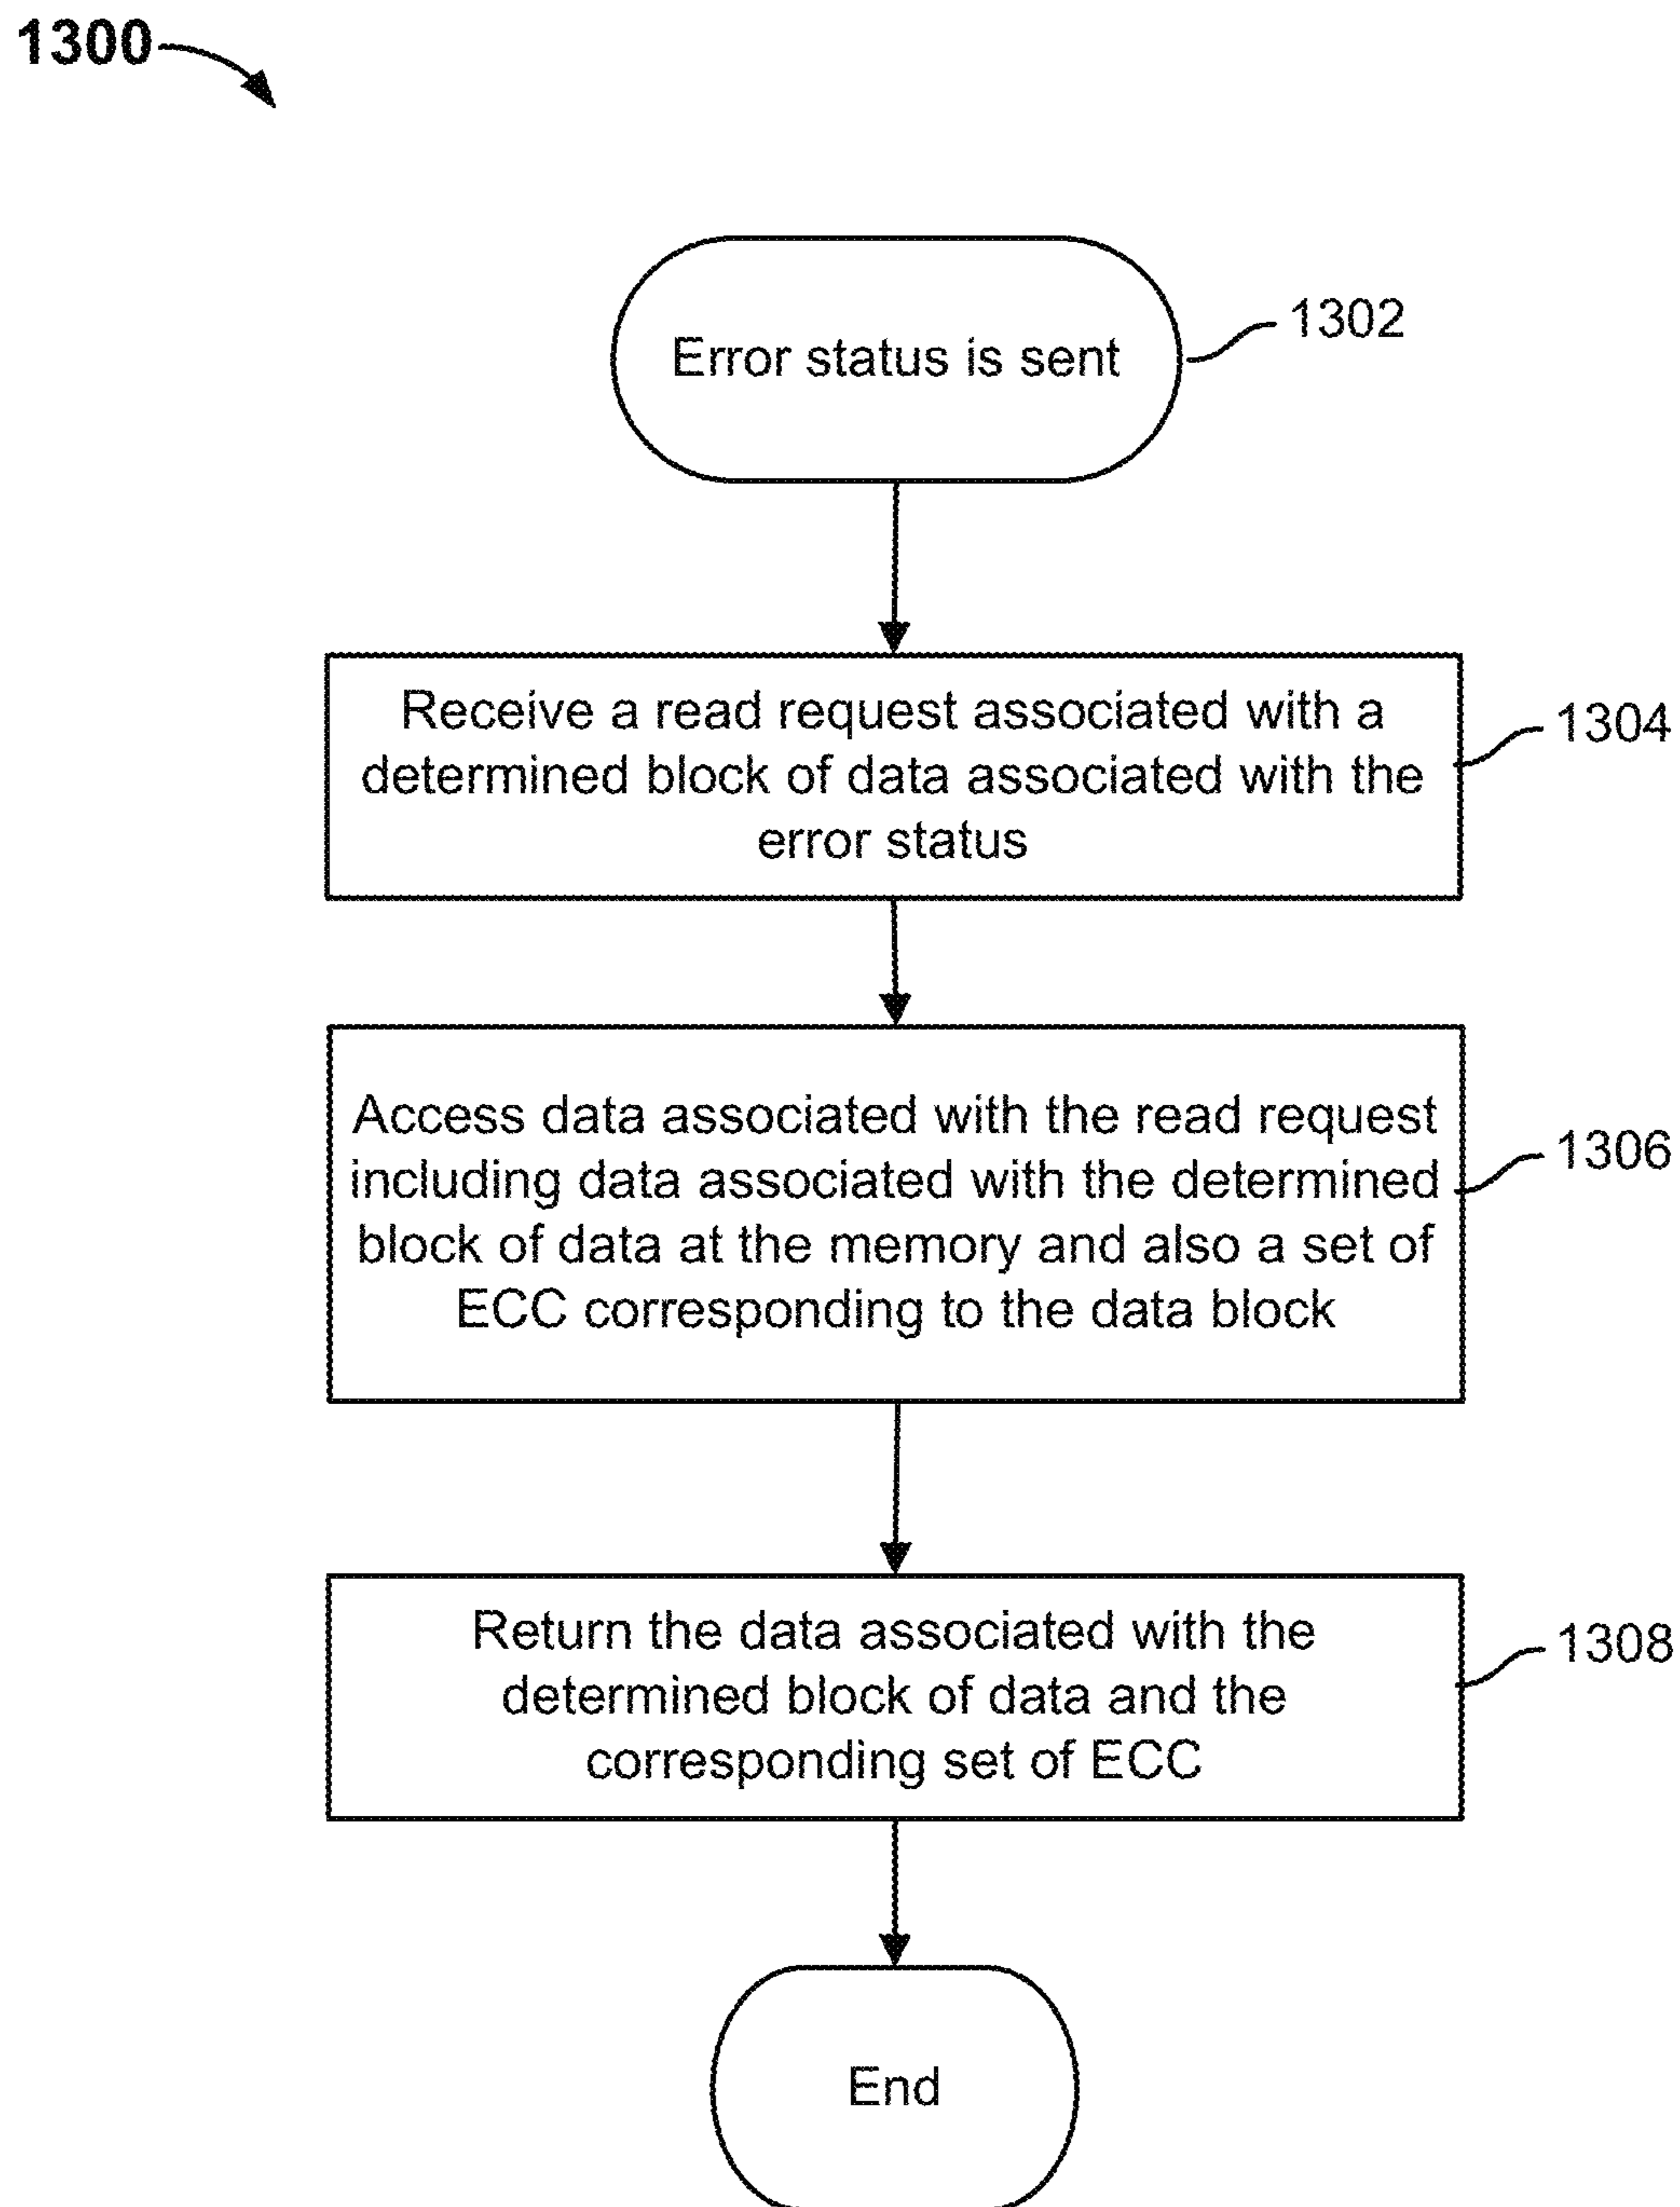 1300
Error status is sent
1302
Receive a read request associated with a
determined block of data associated with the
error status
1304
Access data associated with the read request
including data associated with the determined
block of data at the memory and also a set of
ECC corresponding to the data block
1306
Return the data associated with the
determined block of data and the
corresponding set of ECC
1308
End